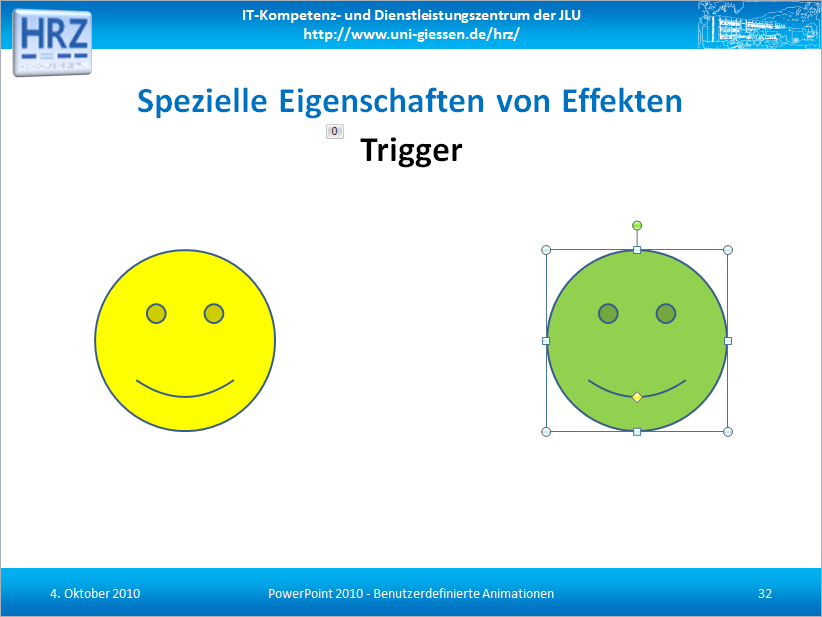 IT-Kompetenz- und Dienstleistungszentrum der JLU
http://www.uni-giessen.de/hrz/
HRZ
Spezielle Eigenschaften von Effekten
0
Trigger
4. Oktober 2010
PowerPoint 2010 - Benutzerdefinierte Animationen
32